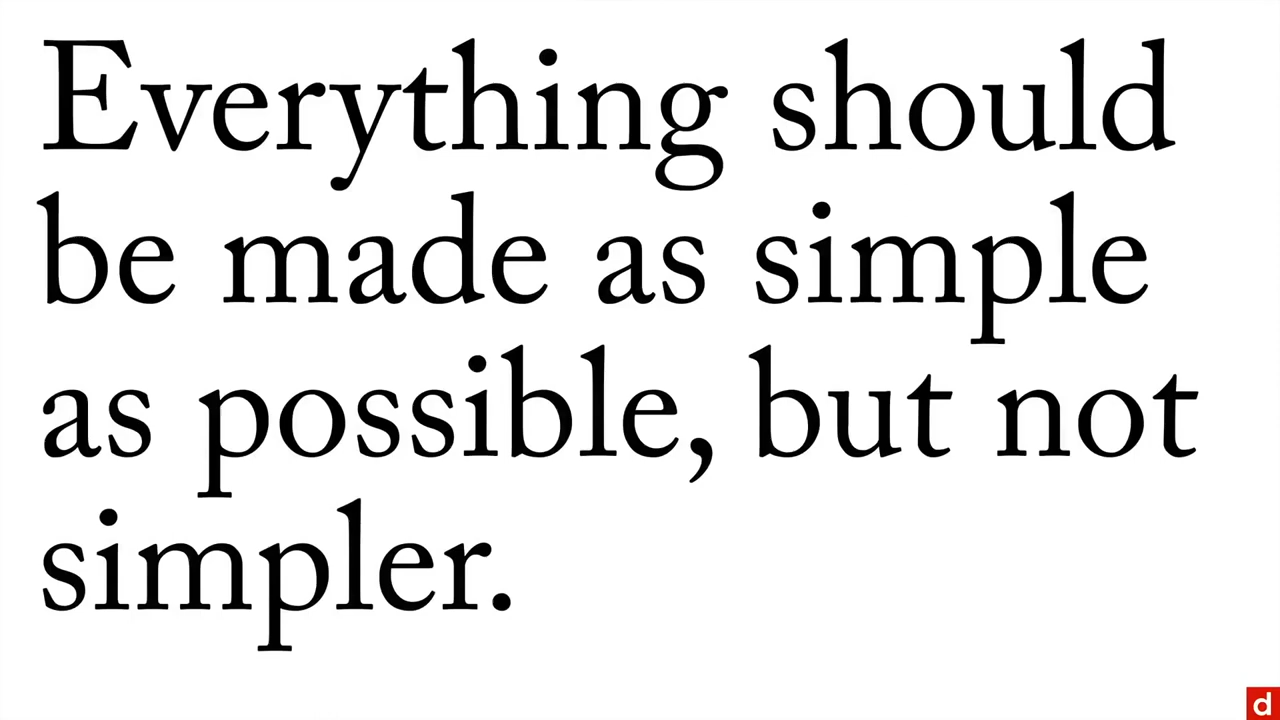 Everything should
be made as simple
as possible, but not
simpler.
d